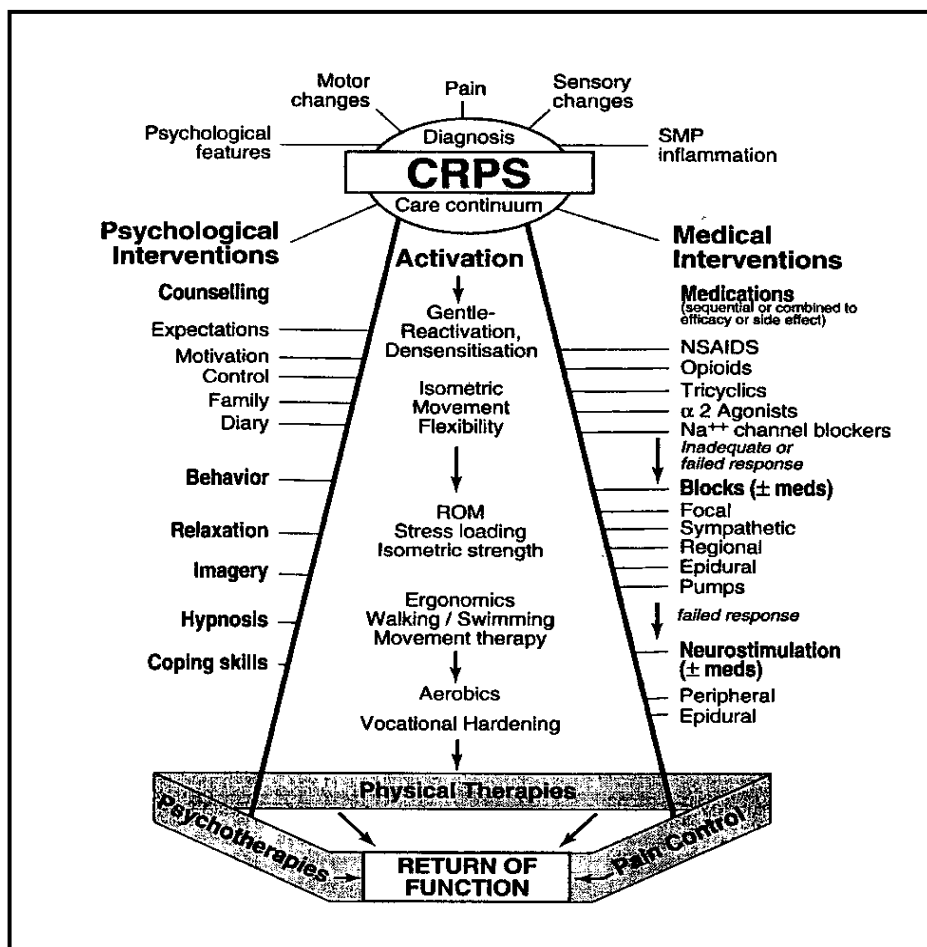 Motor
changes
Pain
Sensory
changes
Psychological
features
Diagnosis
SMP
inflammation
CRPS
Care continuum
Psychological
Interventions
Counselling
Expectations
Motivation
Control
Family
Diary
Behavior
Relaxation
Imagery
Hypnosis
Coping skills
Activation
Gentle-
Reactivation,
Densensitisation
Isometric
Movement
Flexibility
ROM
Stress loading
Isometric strength
Ergonomics
Walking / Swimming
Movement therapy
Aerobics
Vocational Hardening
Medical
Interventions
Medications
(sequential or combined to
efficacy or side effect)
NSAIDS
Opioids
Tricyclics
α 2 Agonists
Na⁺⁺ channel blockers
Inadequate or
failed response
Blocks (± meds)
Focal
Sympathetic
Regional
Epidural
Pumps
failed response
Neurostimulation
(± meds)
Peripheral
Epidural
Physical Therapies
Psychotherapies
Pain Control
RETURN OF
FUNCTION